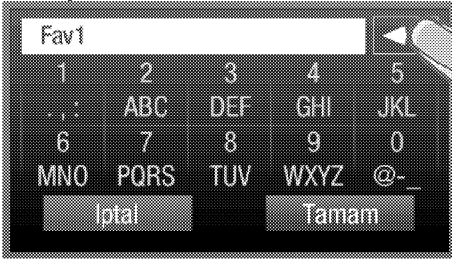 Fav1
1 2 3 4 5
.,: ABC DEF GHI JKL
6 7 8 9 0
MNO PQRS TUV WXYZ @-_
İptal Tamam